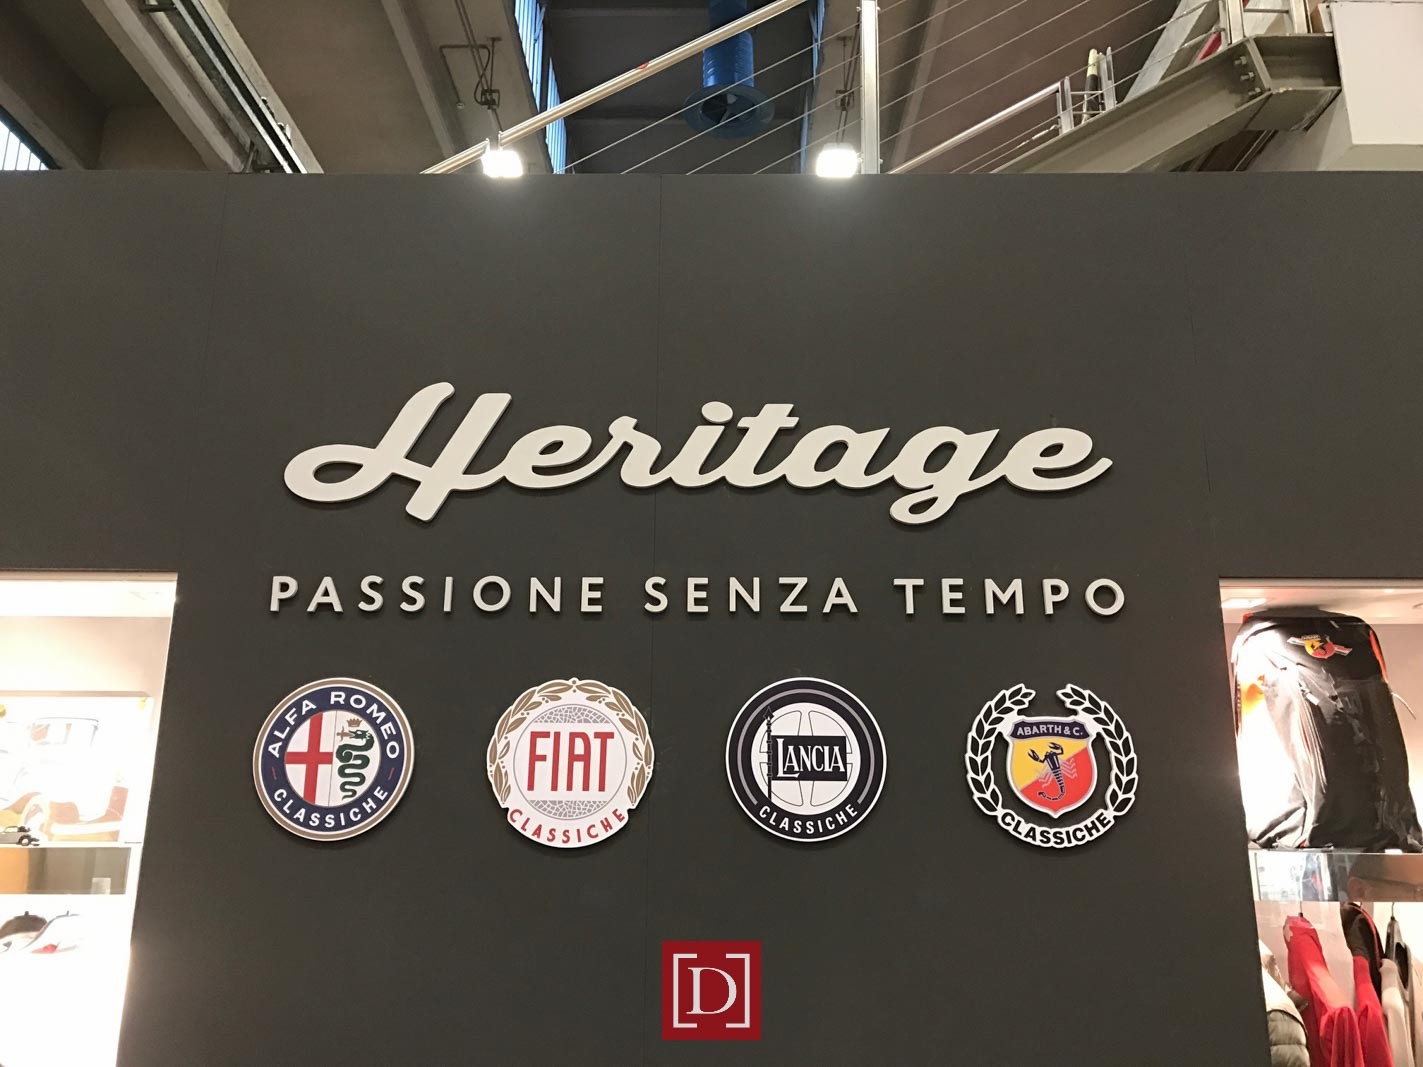 Heritage
PASSIONE SENZA TEMPO
ALFA ROMEO
CLASSICHE
FIAT
CLASSICHE
LANCIA
CLASSICHE
ABARTH & C.
CLASSICHE
[D]